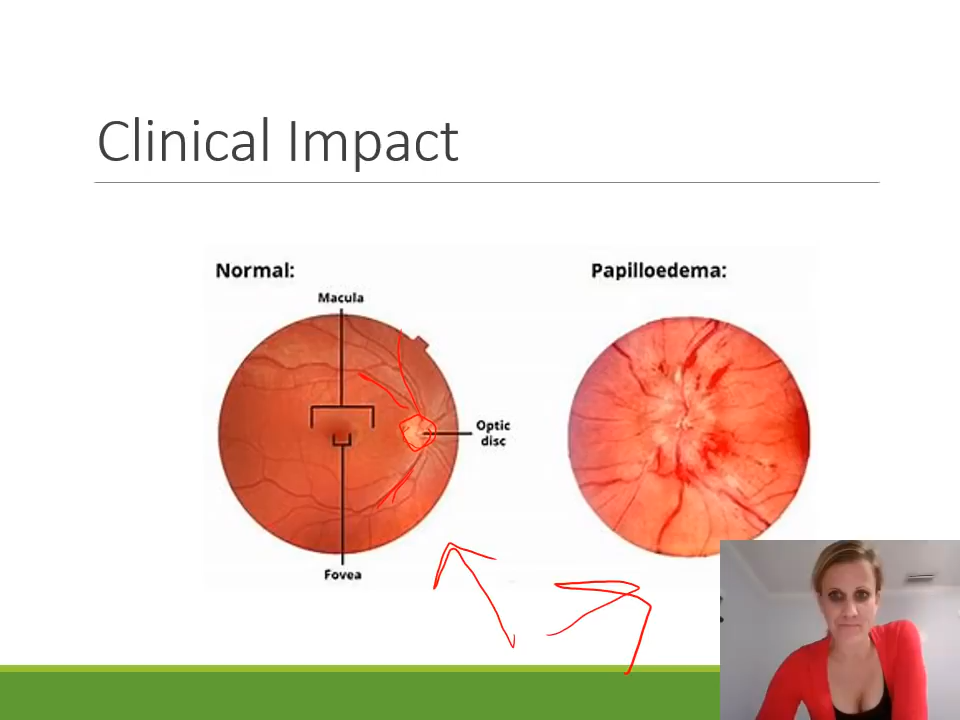 Clinical Impact
Normal:
Papilloedema:
Macula
Optic
disc
Fovea